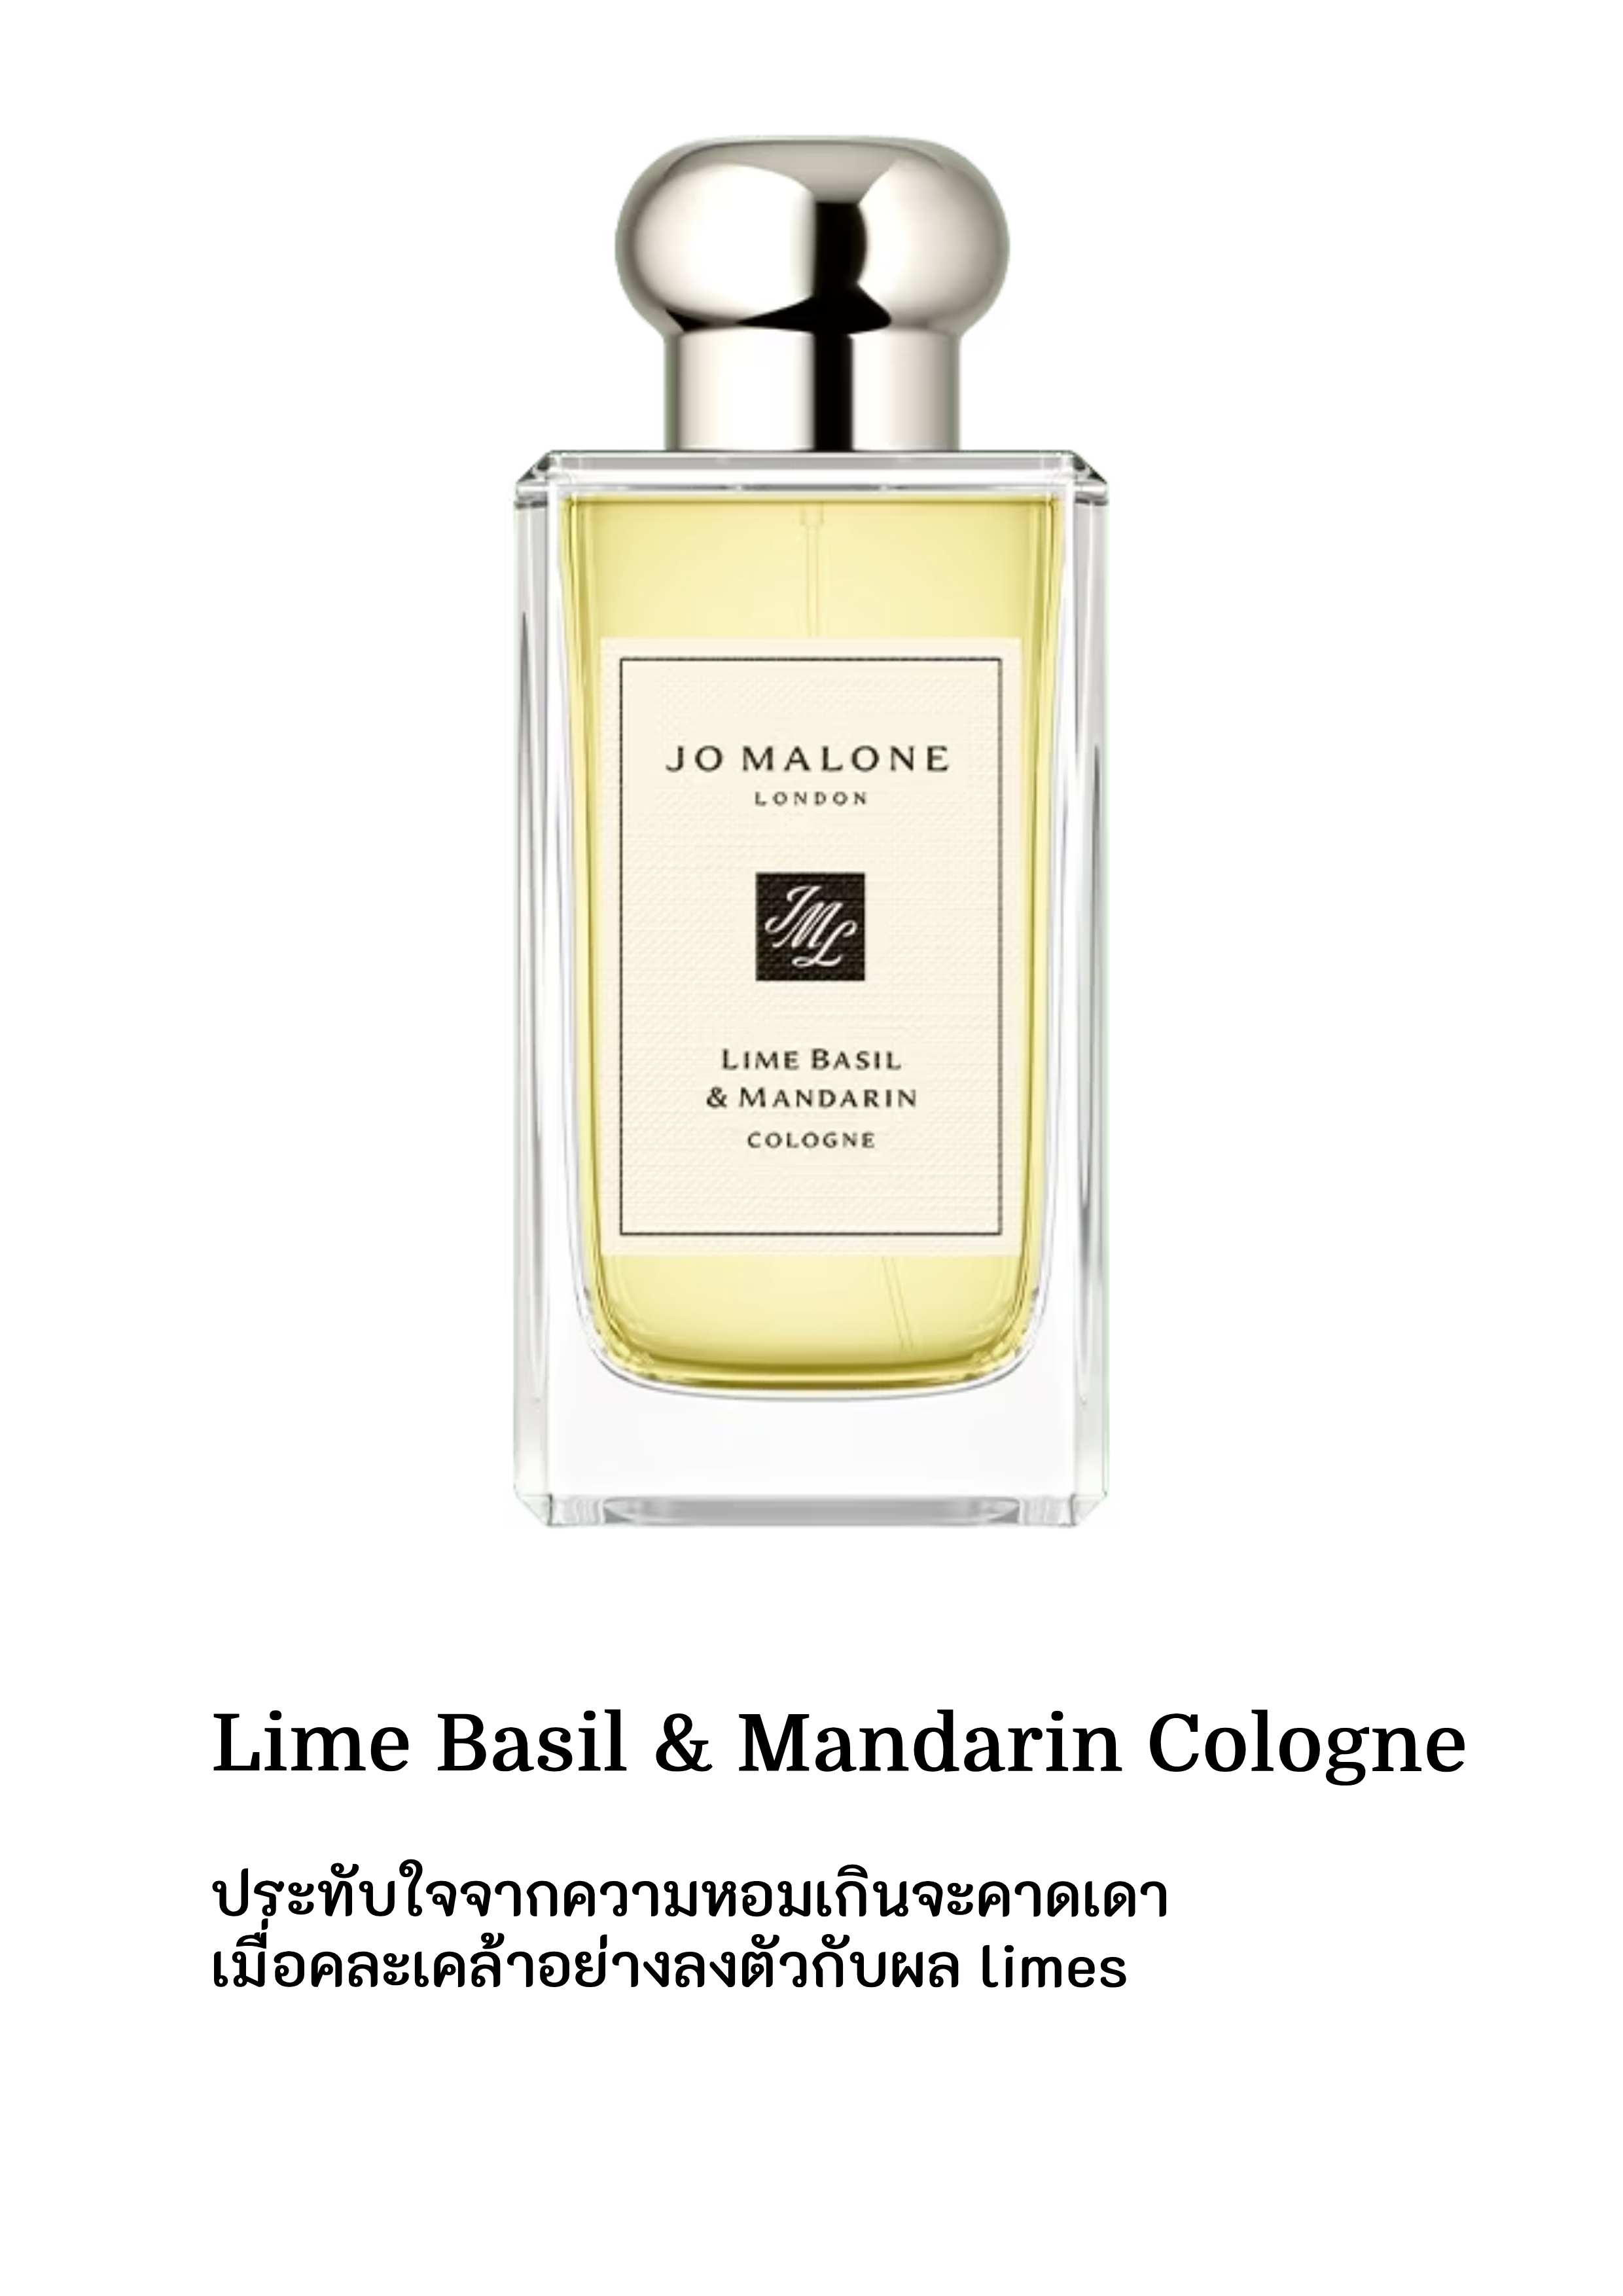 JO MALONE
LONDON
JML
LIME BASIL
& MANDARIN
COLOGNE
Lime Basil & Mandarin Cologne
ประทับใจจากความหอมเกินจะคาดเดา
เมื่อคละเคล้าอย่างลงตัวกับผล limes